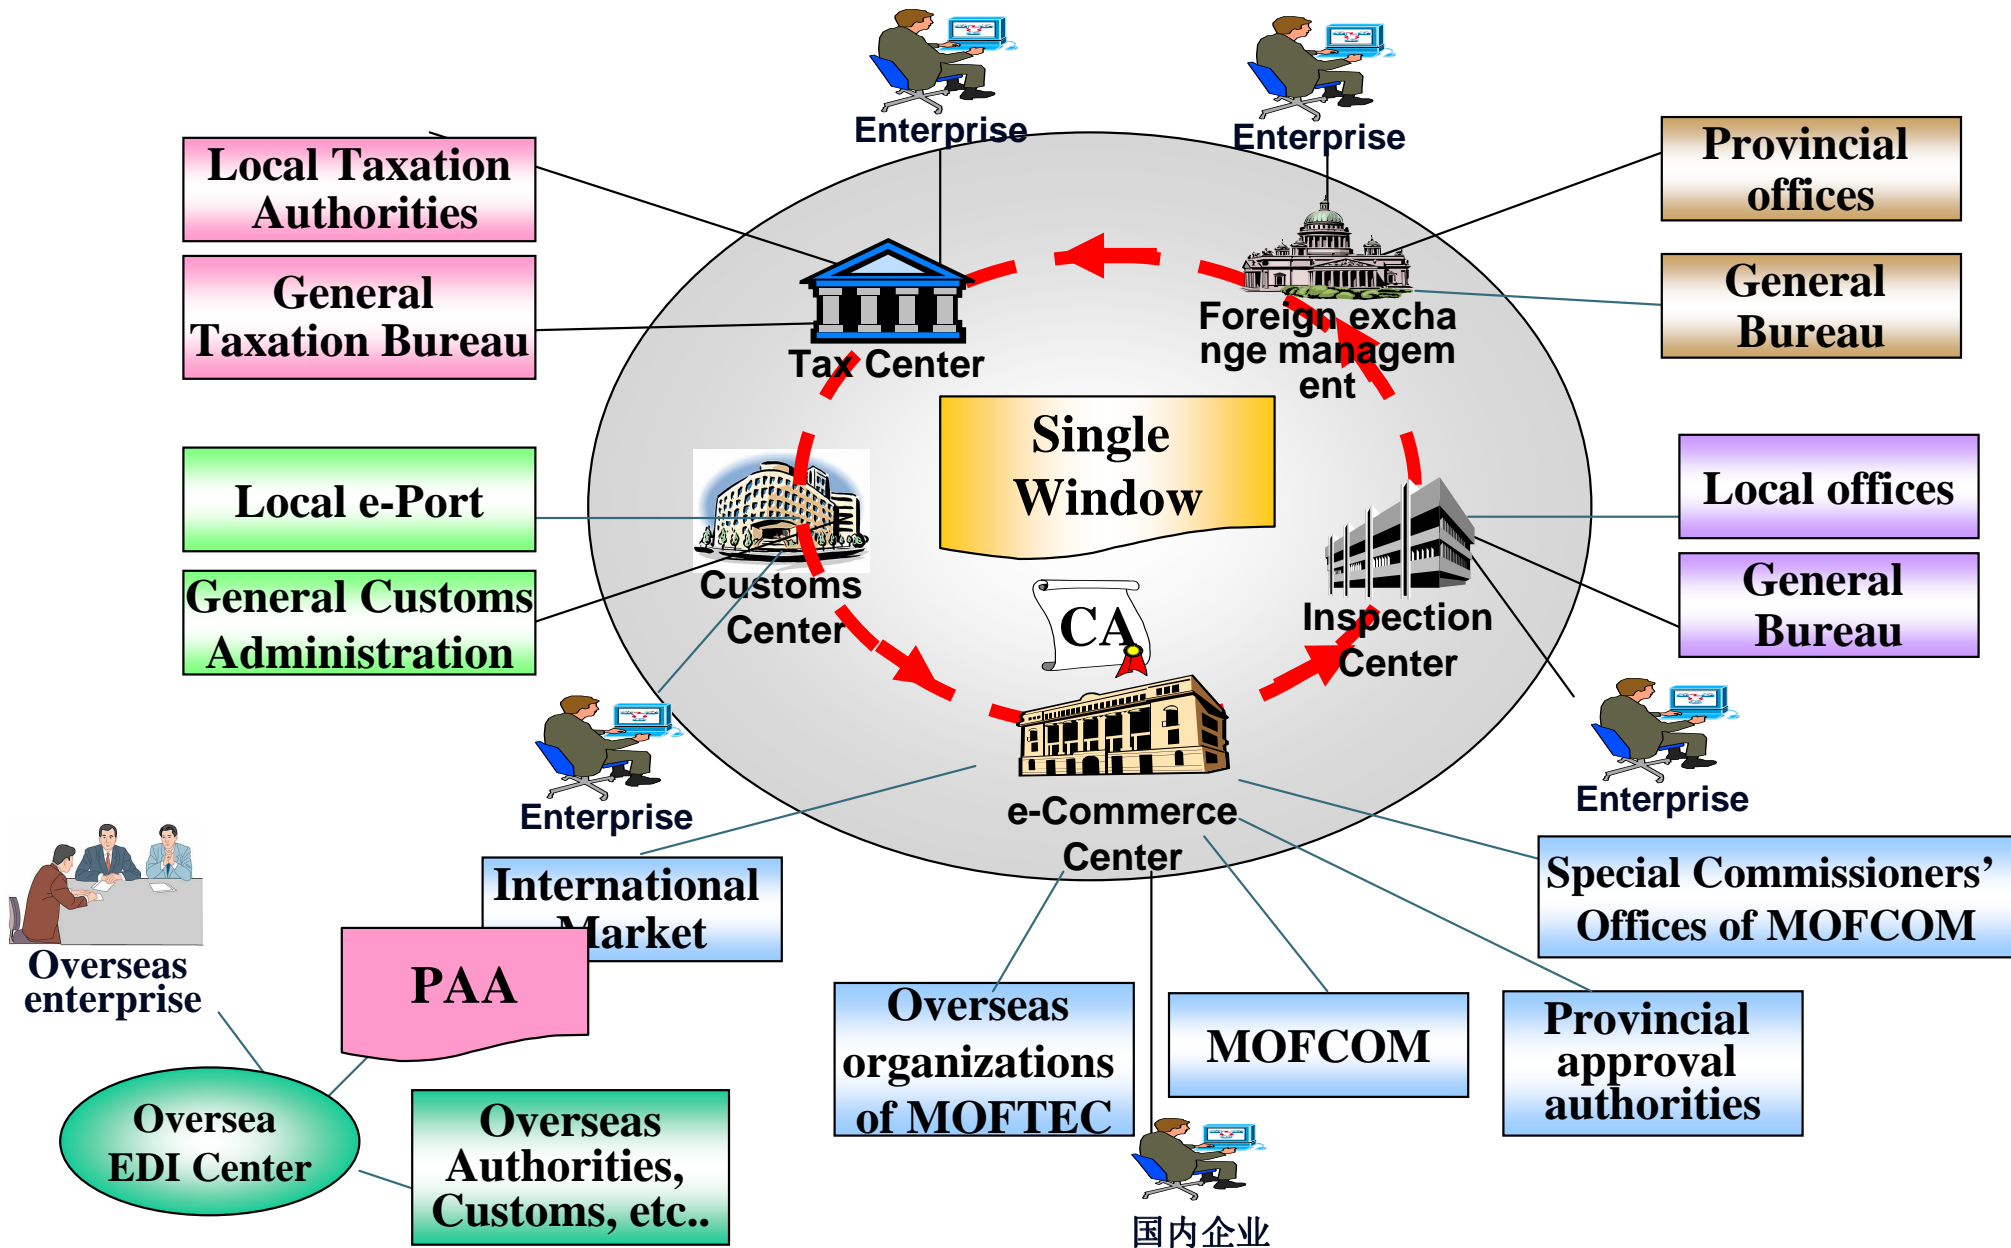 Enterprise
Enterprise
Local Taxation
Authorities
Provincial
offices
General
Taxation Bureau
General
Bureau
Tax Center
Foreign excha
nge managem
ent
Single
Window
Local e-Port
Local offices
General Customs
Administration
Customs
Center
CA
Inspection
Center
General
Bureau
Enterprise
Enterprise
e-Commerce
Center
International
Market
Special Commissioners’
Offices of MOFCOM
Overseas
enterprise
PAA
Overseas
organizations
of MOFTEC
MOFCOM
Provincial
approval
authorities
Oversea
EDI Center
Overseas
Authorities,
Customs, etc..
国内企业